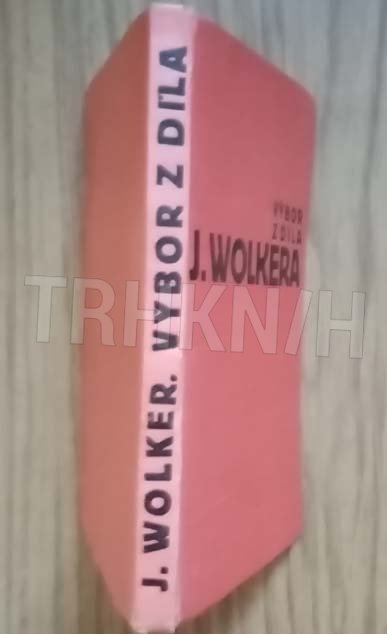 J. WOLKER. VÝBOR Z DÍLA
VÝBOR
Z DÍLA
J. WOLKERA
TRHKNIH